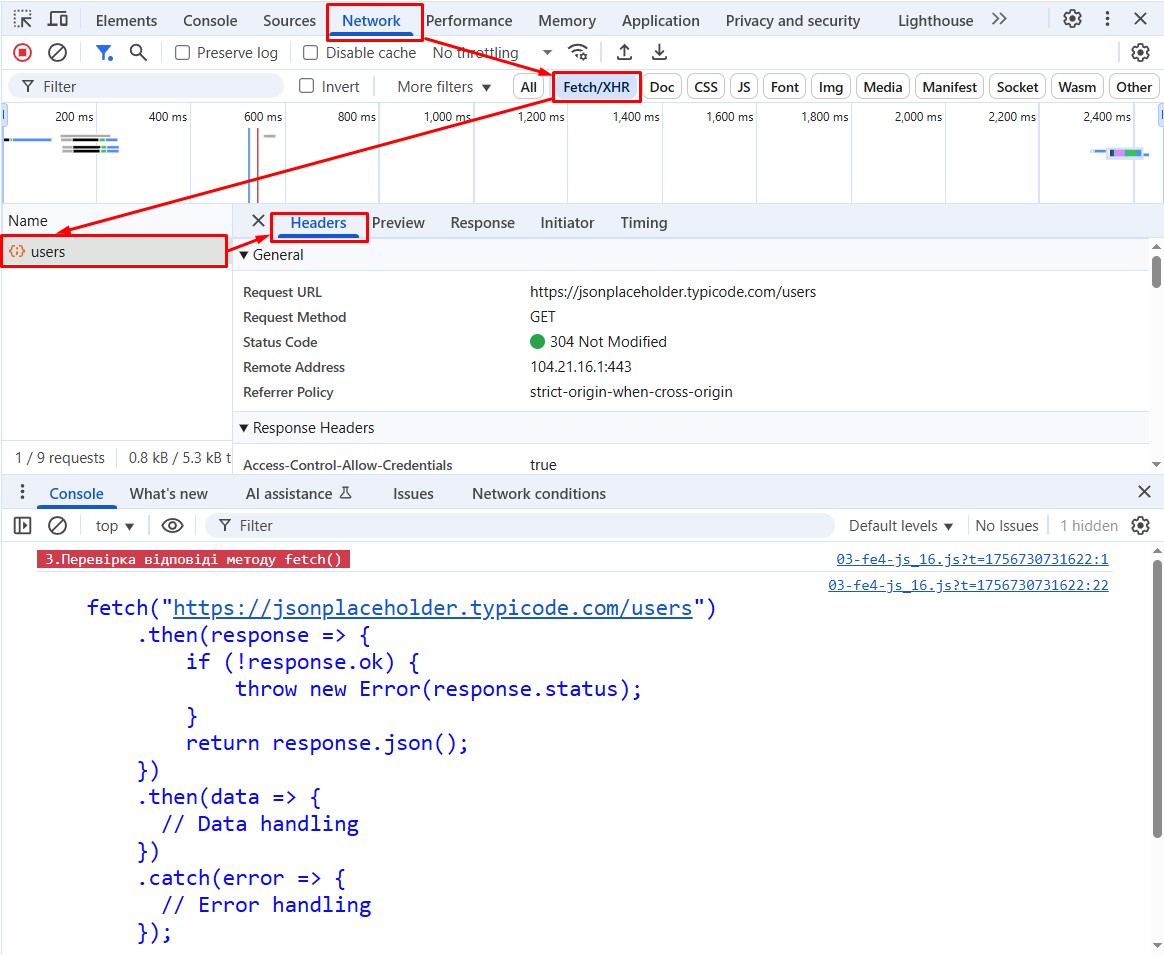 Elements Console Sources Network Performance Memory Application Privacy and security Lighthouse
Preserve log Disable cache No throttling
Filter Invert More filters All Fetch/XHR Doc CSS JS Font Img Media Manifest Socket Wasm Other
200 ms 400 ms 600 ms 800 ms 1,000 ms 1,200 ms 1,400 ms 1,600 ms 1,800 ms 2,000 ms 2,200 ms 2,400 ms
Name
users
1 / 9 requests 0.8 kB / 5.3 kB t
Headers Preview Response Initiator Timing
General
Request URL https://jsonplaceholder.typicode.com/users
Request Method GET
Status Code 304 Not Modified
Remote Address 104.21.16.1:443
Referrer Policy strict-origin-when-cross-origin
Response Headers
Access-Control-Allow-Credentials true
Console What's new AI assistance Issues Network conditions
top Filter Default levels No Issues 1 hidden
3.Перевірка відповіді методу fetch() 03-fe4-js_16.js?t=1756730731622:1
03-fe4-js_16.js?t=1756730731622:22
fetch("https://jsonplaceholder.typicode.com/users")
.then(response => {
if (!response.ok) {
throw new Error(response.status);
}
return response.json();
})
.then(data => {
// Data handling
})
.catch(error => {
// Error handling
});